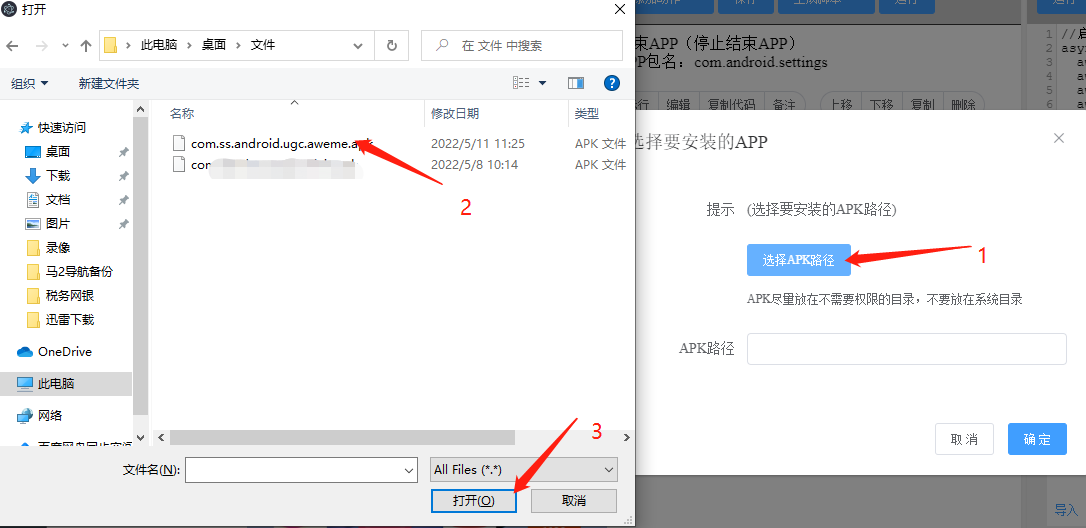 打开
此电脑 桌面 文件
在 文件 中搜索
组织 新建文件夹
名称 修改日期 类型
com.ss.android.ugc.aweme.apk 2022/5/11 11:25 APK 文件
2022/5/8 10:14 APK 文件
快速访问
桌面
下载
文档
图片
录像
马2导航备份
税务网银
迅雷下载
OneDrive
此电脑
网络
2
文件名(N):
All Files (*.*)
3
打开(O) 取消
运行
束APP（停止结束APP）
PP包名：com.android.settings
编辑 复制代码 备注 上移 下移 复制 删除
1
2
3
4
5
6
选择要安装的APP
提示 (选择要安装的APK路径)
选择APK路径
1
APK尽量放在不需要权限的目录，不要放在系统目录
APK路径
取 消 确 定
导入